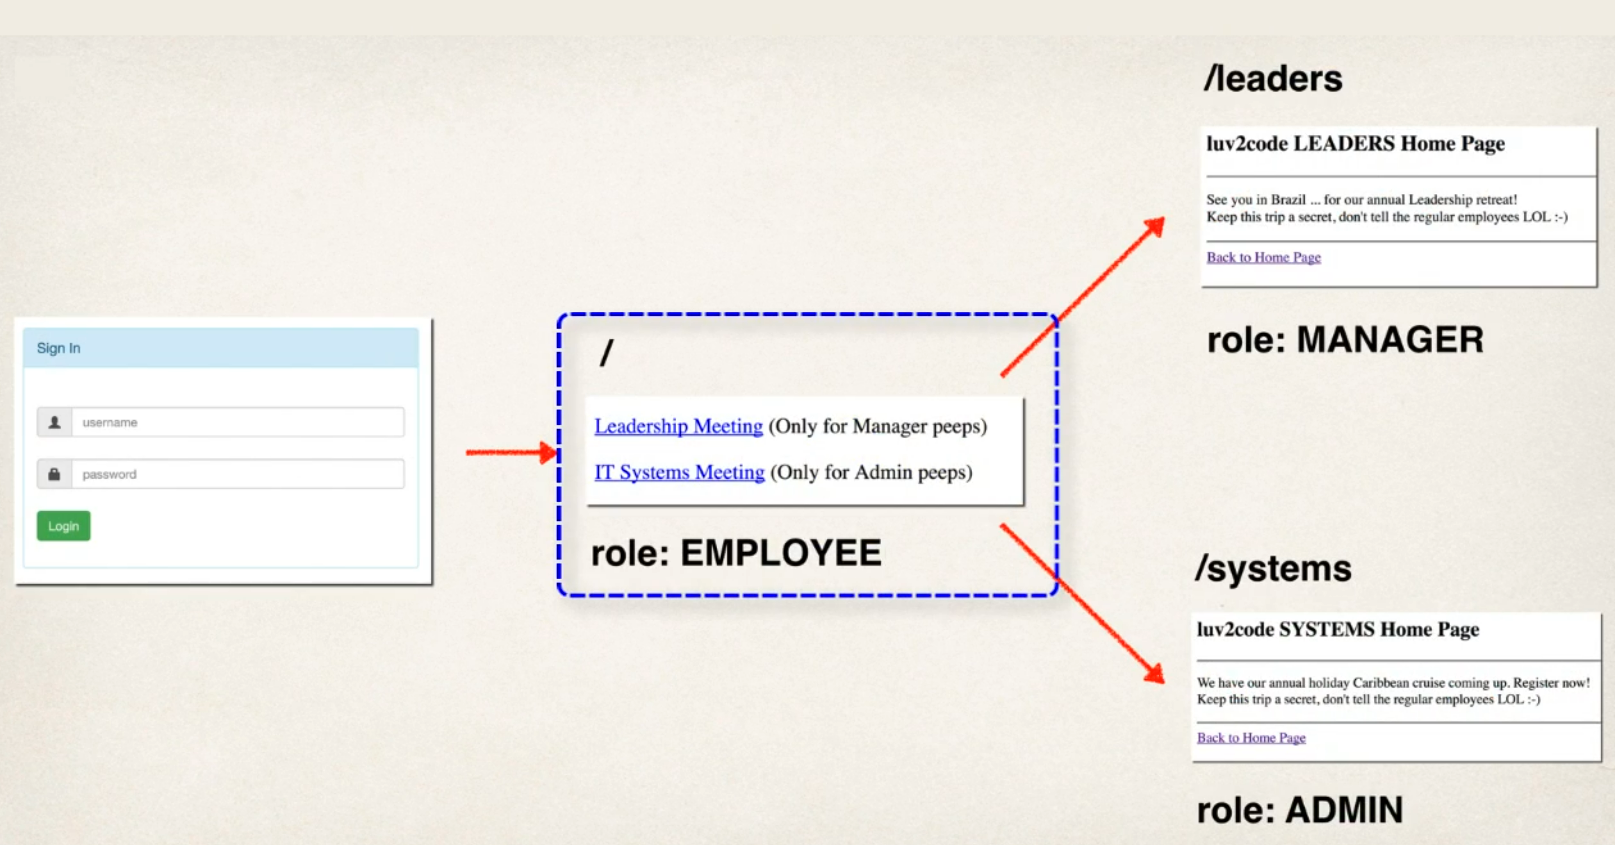 Sign In
username
password
Login
/
Leadership Meeting (Only for Manager peeps)
IT Systems Meeting (Only for Admin peeps)
role: EMPLOYEE
/leaders
luv2code LEADERS Home Page
See you in Brazil ... for our annual Leadership retreat!
Keep this trip a secret, don't tell the regular employees LOL :-)
Back to Home Page
role: MANAGER
/systems
luv2code SYSTEMS Home Page
We have our annual holiday Caribbean cruise coming up. Register now!
Keep this trip a secret, don't tell the regular employees LOL :-)
Back to Home Page
role: ADMIN